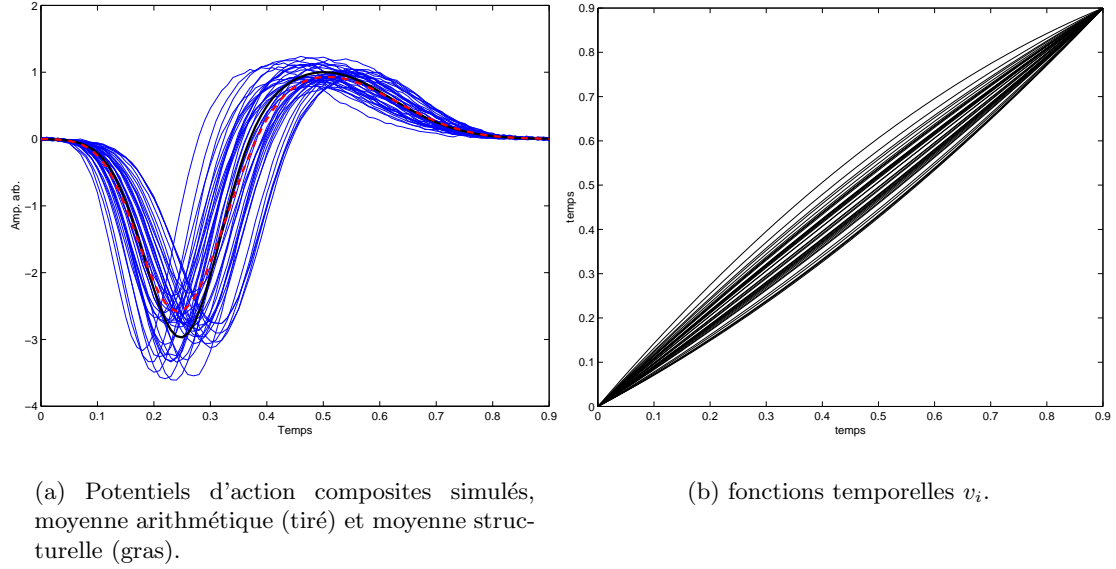 2
1
0
−1
−2
−3
−4
Amp. arb.
0 0.1 0.2 0.3 0.4 0.5 0.6 0.7 0.8 0.9
Temps
0.9
0.8
0.7
0.6
0.5
0.4
0.3
0.2
0.1
0
temps
0 0.1 0.2 0.3 0.4 0.5 0.6 0.7 0.8 0.9
temps
(a) Potentiels d'action composites simulés,
moyenne arithmétique (tiré) et moyenne struc-
turelle (gras).
(b) fonctions temporelles v_i.